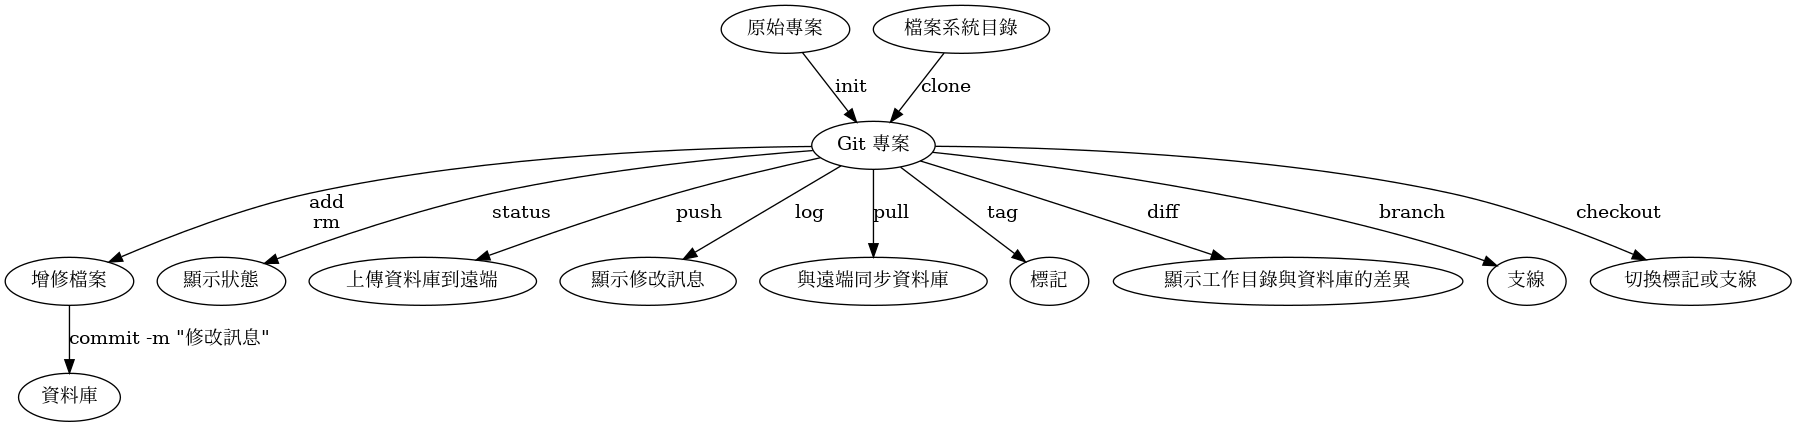 原始專案
檔案系統目錄
init
clone
Git 專案
add
rm
status
push
log
pull
tag
diff
branch
checkout
增修檔案
顯示狀態
上傳資料庫到遠端
顯示修改訊息
與遠端同步資料庫
標記
顯示工作目錄與資料庫的差異
支線
切換標記或支線
commit -m "修改訊息"
資料庫